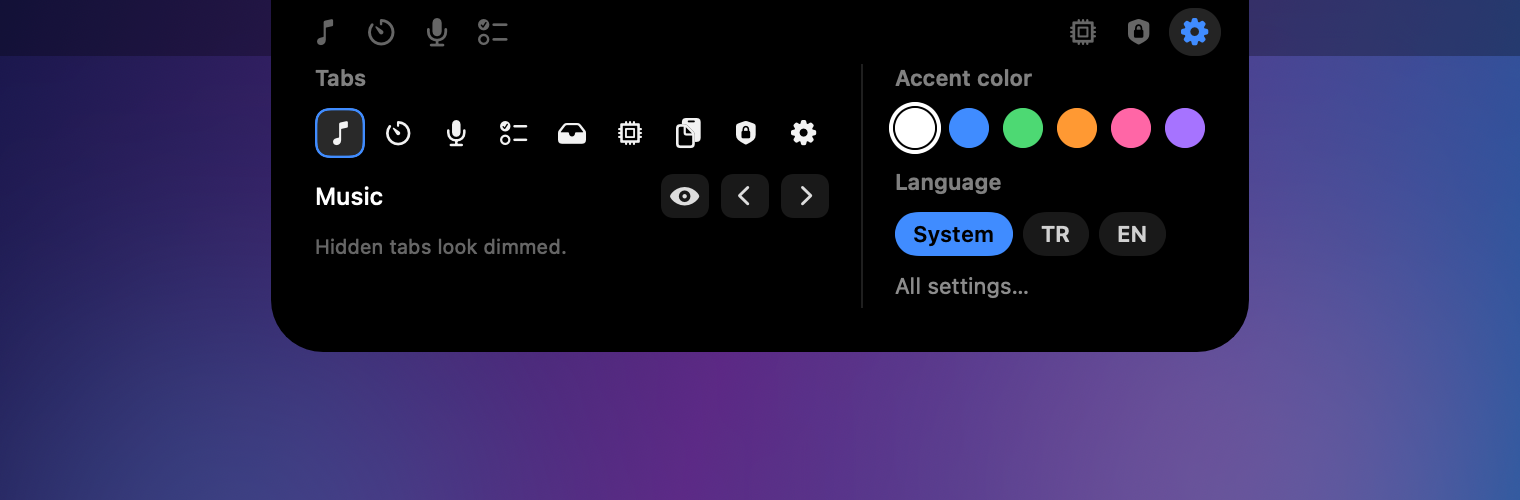 Tabs
Music
Hidden tabs look dimmed.
Accent color
Language
System TR EN
All settings...